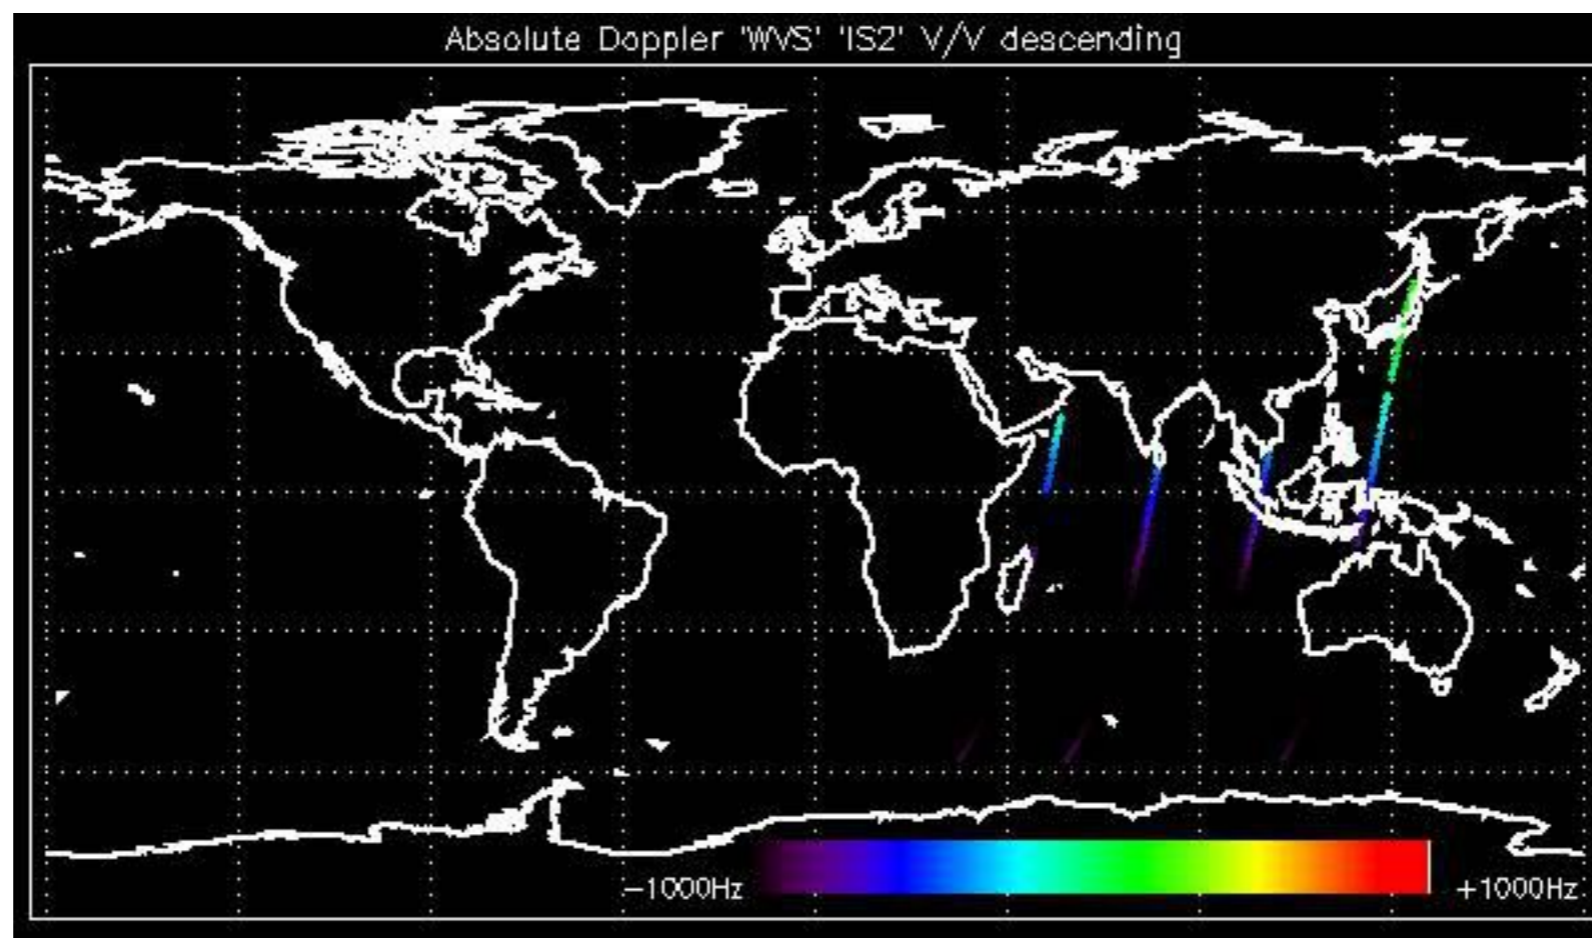 Absolute Doppler 'WVS' 'IS2' V/V descending
−1000Hz
+1000Hz